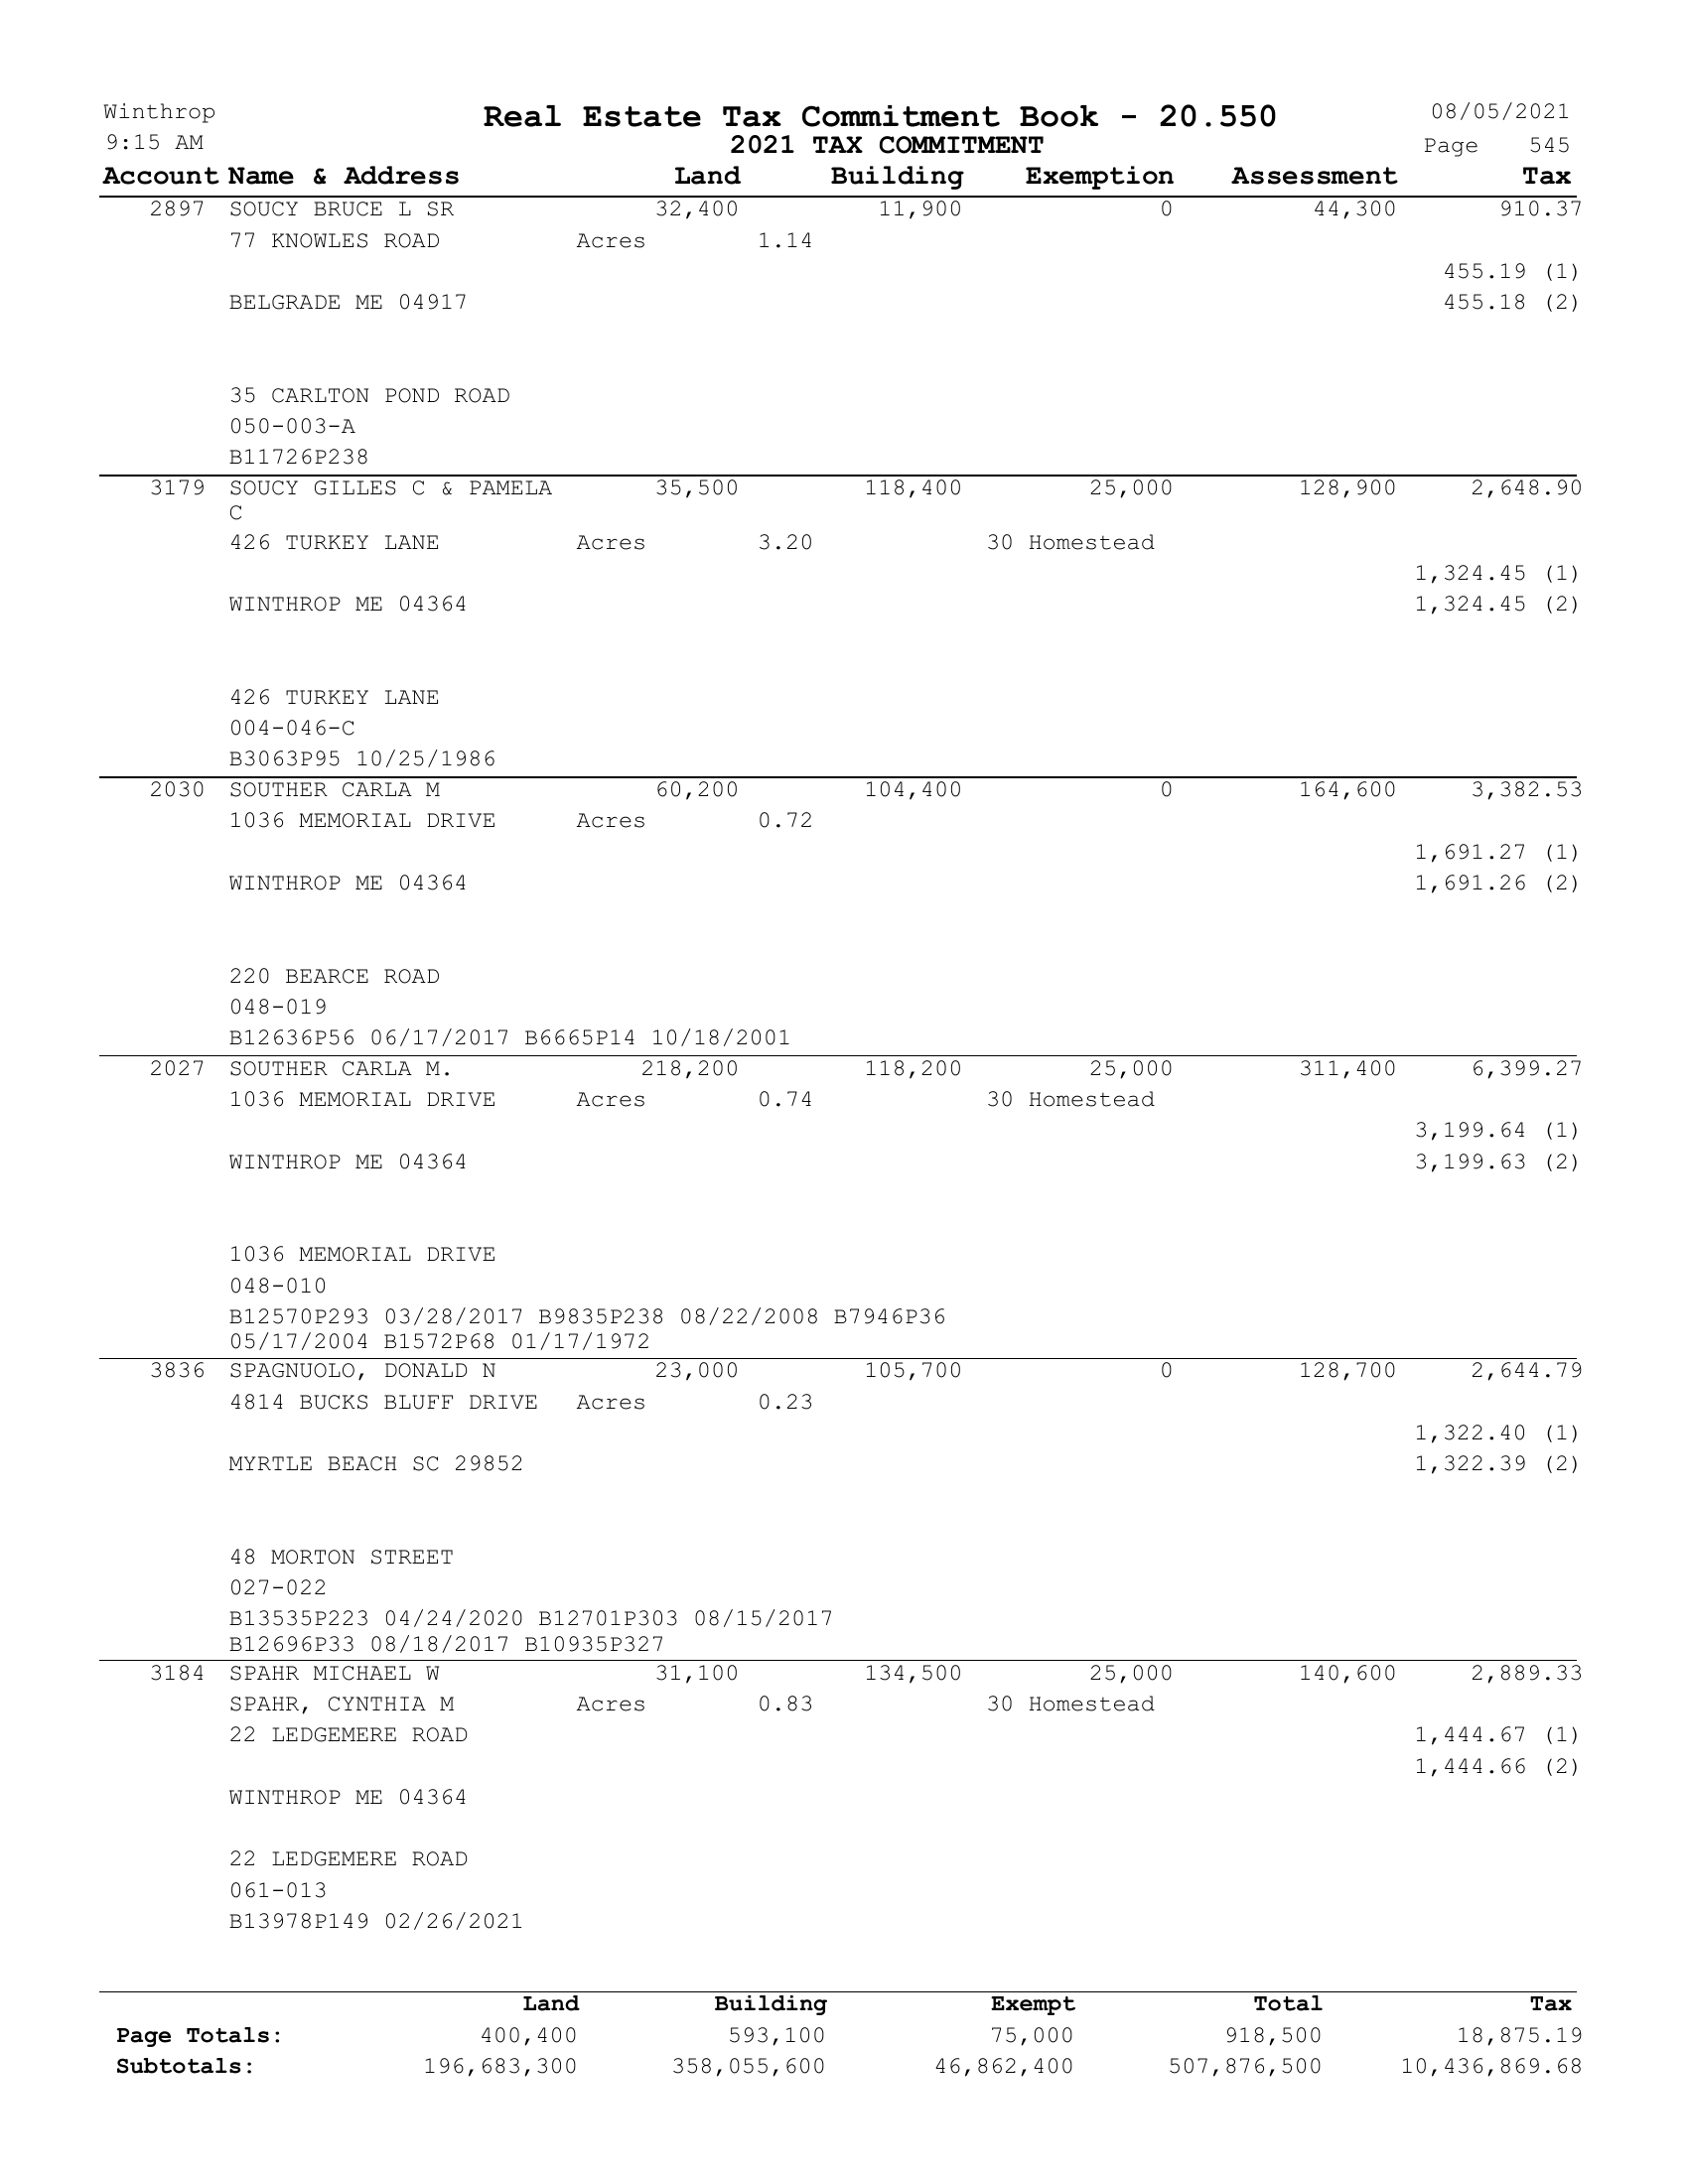 Winthrop Real Estate Tax Commitment Book - 20.550 08/05/2021
9:15 AM 2021 TAX COMMITMENT Page 545
Account Name & Address Land Building Exemption Assessment Tax
2897 SOUCY BRUCE L SR 32,400 11,900 0 44,300 910.37
77 KNOWLES ROAD Acres 1.14
455.19 (1)
BELGRADE ME 04917 455.18 (2)
35 CARLTON POND ROAD
050-003-A
B11726P238
3179 SOUCY GILLES C & PAMELA 35,500 118,400 25,000 128,900 2,648.90
C
426 TURKEY LANE Acres 3.20 30 Homestead
1,324.45 (1)
WINTHROP ME 04364 1,324.45 (2)
426 TURKEY LANE
004-046-C
B3063P95 10/25/1986
2030 SOUTHER CARLA M 60,200 104,400 0 164,600 3,382.53
1036 MEMORIAL DRIVE Acres 0.72
1,691.27 (1)
WINTHROP ME 04364 1,691.26 (2)
220 BEARCE ROAD
048-019
B12636P56 06/17/2017 B6665P14 10/18/2001
2027 SOUTHER CARLA M. 218,200 118,200 25,000 311,400 6,399.27
1036 MEMORIAL DRIVE Acres 0.74 30 Homestead
3,199.64 (1)
WINTHROP ME 04364 3,199.63 (2)
1036 MEMORIAL DRIVE
048-010
B12570P293 03/28/2017 B9835P238 08/22/2008 B7946P36
05/17/2004 B1572P68 01/17/1972
3836 SPAGNUOLO, DONALD N 23,000 105,700 0 128,700 2,644.79
4814 BUCKS BLUFF DRIVE Acres 0.23
1,322.40 (1)
MYRTLE BEACH SC 29852 1,322.39 (2)
48 MORTON STREET
027-022
B13535P223 04/24/2020 B12701P303 08/15/2017
B12696P33 08/18/2017 B10935P327
3184 SPAHR MICHAEL W 31,100 134,500 25,000 140,600 2,889.33
SPAHR, CYNTHIA M Acres 0.83 30 Homestead
22 LEDGEMERE ROAD 1,444.67 (1)
1,444.66 (2)
WINTHROP ME 04364
22 LEDGEMERE ROAD
061-013
B13978P149 02/26/2021
Land Building Exempt Total Tax
Page Totals: 400,400 593,100 75,000 918,500 18,875.19
Subtotals: 196,683,300 358,055,600 46,862,400 507,876,500 10,436,869.68